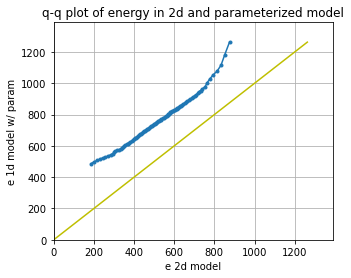 q-q plot of energy in 2d and parameterized model
1200
1000
800
600
400
200
0
e 1d model w/ param
0 200 400 600 800 1000 1200
e 2d model